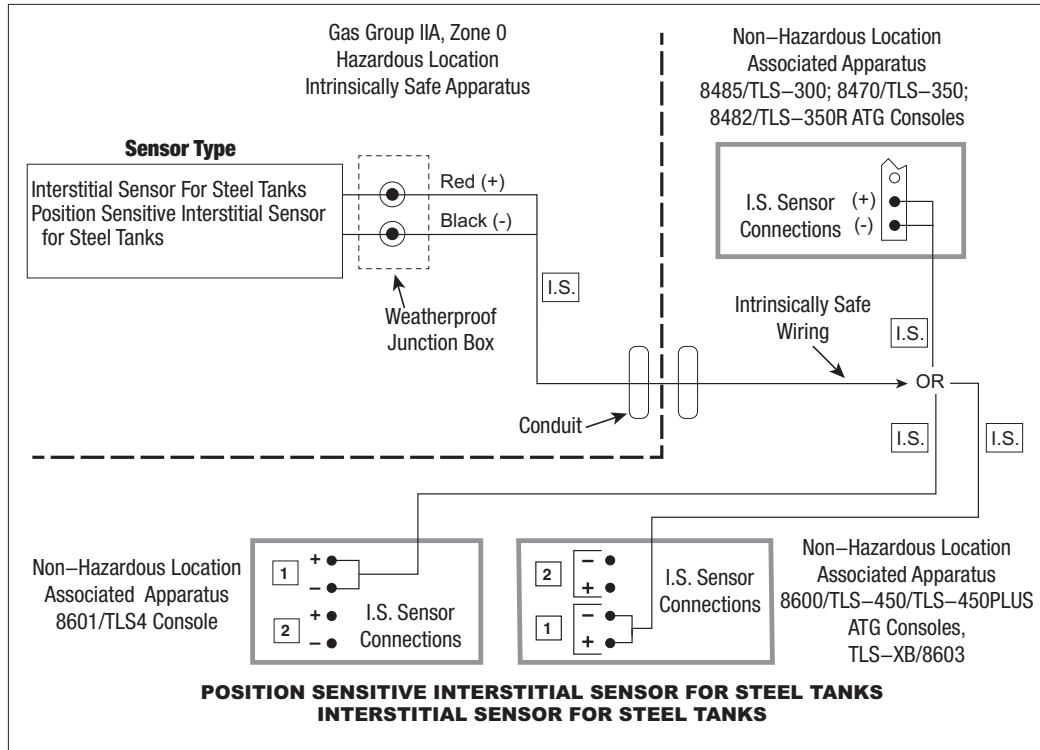 Gas Group IIA, Zone 0
Hazardous Location
Intrinsically Safe Apparatus
Non–Hazardous Location
Associated Apparatus
8485/TLS–300; 8470/TLS–350;
8482/TLS–350R ATG Consoles
Sensor Type
Interstitial Sensor For Steel Tanks
Position Sensitive Interstitial Sensor
for Steel Tanks
Red (+)
Black (-)
I.S. Sensor
Connections
(+)
(-)
I.S.
Weatherproof
Junction Box
Intrinsically Safe
Wiring
I.S.
OR
Conduit
I.S.
I.S.
Non–Hazardous Location
Associated Apparatus
8601/TLS4 Console
1
+
–
2
+
–
I.S. Sensor
Connections
2
–
+
1
–
+
I.S. Sensor
Connections
Non–Hazardous Location
Associated Apparatus
8600/TLS–450/TLS–450PLUS
ATG Consoles,
TLS–XB/8603
POSITION SENSITIVE INTERSTITIAL SENSOR FOR STEEL TANKS
INTERSTITIAL SENSOR FOR STEEL TANKS